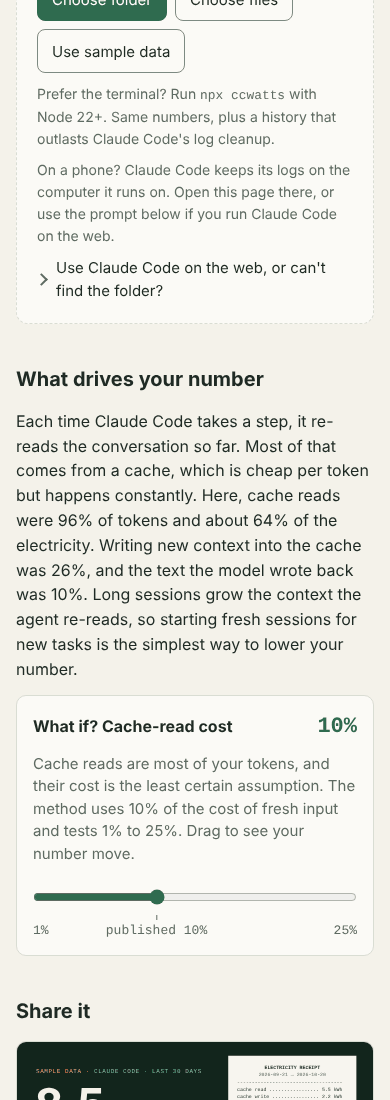 Choose folder
Choose files
Use sample data
Prefer the terminal? Run npx ccwatts with
Node 22+. Same numbers, plus a history that
outlasts Claude Code's log cleanup.
On a phone? Claude Code keeps its logs on the
computer it runs on. Open this page there, or
use the prompt below if you run Claude Code
on the web.
Use Claude Code on the web, or can't
find the folder?
What drives your number
Each time Claude Code takes a step, it re-
reads the conversation so far. Most of that
comes from a cache, which is cheap per token
but happens constantly. Here, cache reads
were 96% of tokens and about 64% of the
electricity. Writing new context into the cache
was 26%, and the text the model wrote back
was 10%. Long sessions grow the context the
agent re-reads, so starting fresh sessions for
new tasks is the simplest way to lower your
number.
What if? Cache-read cost
10%
Cache reads are most of your tokens, and
their cost is the least certain assumption. The
method uses 10% of the cost of fresh input
and tests 1% to 25%. Drag to see your
number move.
1%
published 10%
25%
Share it
SAMPLE DATA · CLAUDE CODE · LAST 30 DAYS
ELECTRICITY RECEIPT
cache read ................ 5.5 kWh
cache write ............... 2.2 kWh